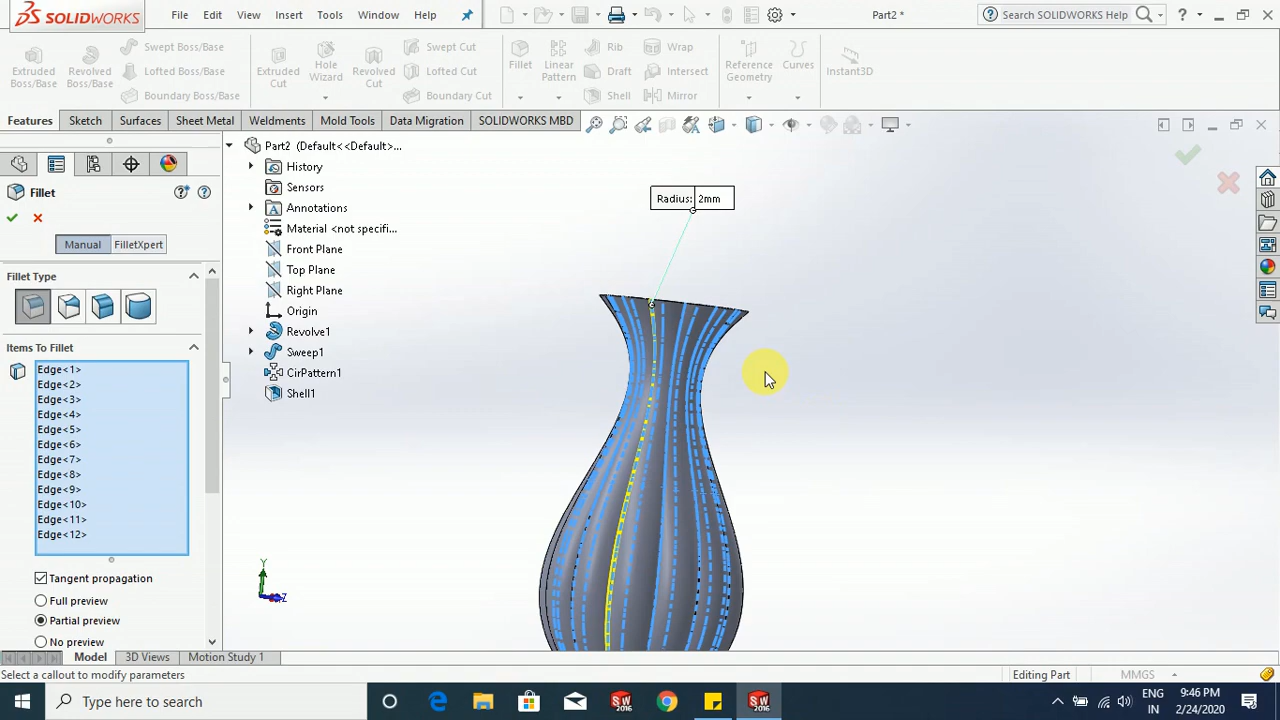 SOLIDWORKS
File
Edit
View
Insert
Tools
Window
Help
Part2 *
Search SOLIDWORKS Help
?
Extruded
Boss/Base
Revolved
Boss/Base
Swept Boss/Base
Lofted Boss/Base
Boundary Boss/Base
Extruded
Cut
Hole
Wizard
Revolved
Cut
Swept Cut
Lofted Cut
Boundary Cut
Fillet
Linear
Pattern
Rib
Draft
Shell
Wrap
Intersect
Mirror
Reference
Geometry
Curves
Instant3D
Features
Sketch
Surfaces
Sheet Metal
Weldments
Mold Tools
Data Migration
SOLIDWORKS MBD
Fillet
Manual
FilletXpert
Fillet Type
Items To Fillet
Edge<1>
Edge<2>
Edge<3>
Edge<4>
Edge<5>
Edge<6>
Edge<7>
Edge<8>
Edge<9>
Edge<10>
Edge<11>
Edge<12>
Tangent propagation
Full preview
Partial preview
No preview
Part2 (Default<<Default>...
History
Sensors
Annotations
Material <not specifi...
Front Plane
Top Plane
Right Plane
Origin
Revolve1
Sweep1
CirPattern1
Shell1
Radius: 2mm
Y
Z
Model
3D Views
Motion Study 1
Select a callout to modify parameters
Editing Part
MMGS
Type here to search
SW
2016
SW
2016
ENG
IN
9:46 PM
2/24/2020